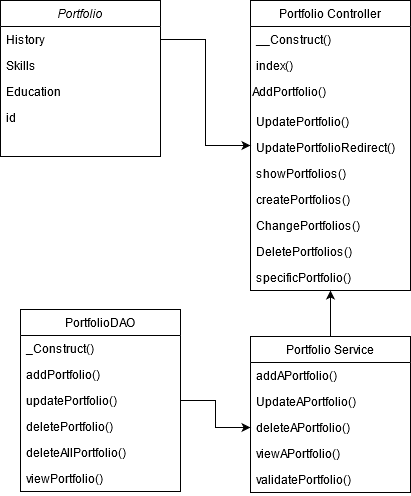 Portfolio
History
Skills
Education
id
Portfolio Controller
__Construct()
index()
AddPortfolio()
UpdatePortfolio()
UpdatePortfolioRedirect()
showPortfolios()
createPortfolios()
ChangePortfolios()
DeletePortfolios()
specificPortfolio()
PortfolioDAO
_Construct()
addPortfolio()
updatePortfolio()
deletePortfolio()
deleteAllPortfolio()
viewPortfolio()
Portfolio Service
addAPortfolio()
UpdateAPortfolio()
deleteAPortfolio()
viewAPortfolio()
validatePortfolio()